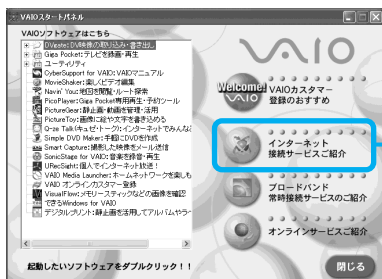 VAIOスタートパネル
VAIOソフトウェアはこちら
DVgate:DV映像の取り込み・書き出し
Giga Pocket:テレビを録画・再生
ユーティリティ
CyberSupport for VAIO:VAIOマニュアル
MovieShaker:楽しくビデオ編集
Navin' You:地図を閲覧・ルート探索
PicoPlayer:Giga Pocket専用再生・予約ツール
PictureGear:静止画・動画を管理・活用
PictureToy:画像に絵や文字を書き込める
Q-ze Talk(キュゼ・トーク):インターネットでみんな
Simple DVD Maker:手軽にDVDを作成
Smart Capture:撮影した映像をメール送信
SonicStage for VAIO:音楽を録音・再生
URecSight:個人でインターネット放送!
VAIO Media Launcher:ホームネットワークを楽しも
VAIO オンラインカスタマー登録
VisualFlow:メモリースティックなどの画像を確認
できるWindows for VAIO
デジタルプリント:静止画を活用してアルバムやラベ
起動したいソフトウェアをダブルクリック!!
VAIO
Welcome!
VAIO
VAIOカスタマー
登録のおすすめ
インターネット
接続サービスご紹介
ブロードバンド
常時接続サービスのご紹介
オンラインサービスご紹介
閉じる